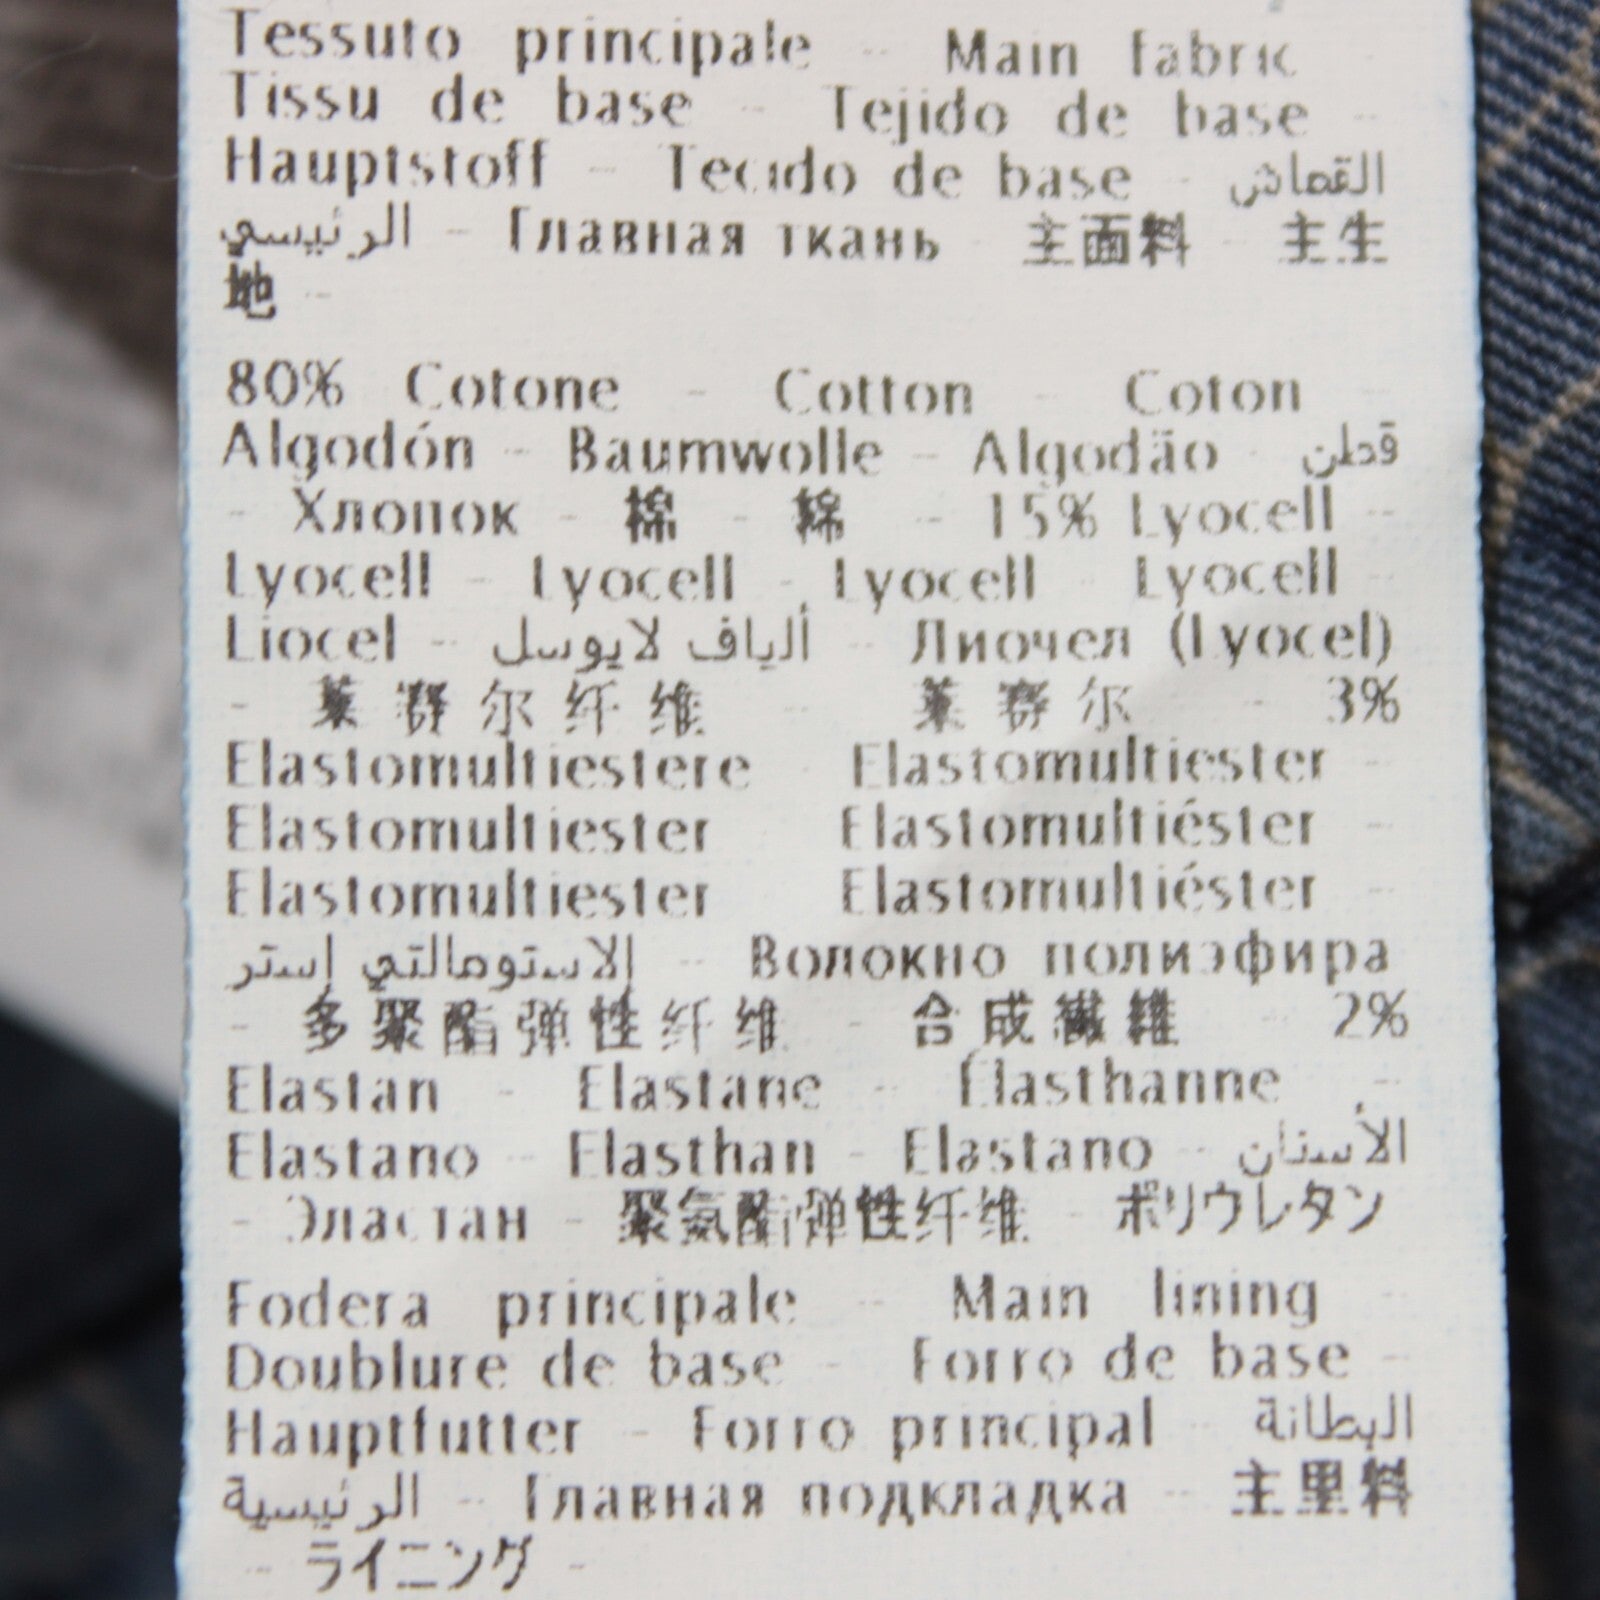 Tessuto principale - Main fabric
Tissu de base - Tejido de base -
Hauptstoff - Tecido de base - القماش
الرئيسي - Главная ткань - 主面料 - 主生
地 -
80% Cotone - Cotton - Coton
Algodón - Baumwolle - Algodão - قطن
- Хлопок - 棉 - 綿 - 15% Lyocell -
Lyocell - Lyocell - Lyocell - Lyocell -
Liocel - ألياف لايوسل - Лиочел (Lyocel)
- 莱赛尔纤维 - 莱赛尔 - 3%
Elastomultiestere - Elastomultiester -
Elastomultiester - Elastomultiéster -
Elastomultiester - Elastomultiéster -
الاستومالتي إستر - Волокно полиэфира
- 多聚酯弹性纤维 - 合成繊維 - 2%
Elastan - Elastane - Élasthanne -
Elastano - Elasthan - Elastano - الأستنان
- Эластан - 聚氨酯弹性纤维 - ポリウレタン
Fodera principale - Main lining -
Doublure de base - Forro de base -
Hauptfutter - Forro principal - البطانة
الرئيسية - Главная подкладка - 主里料
- ライニング -